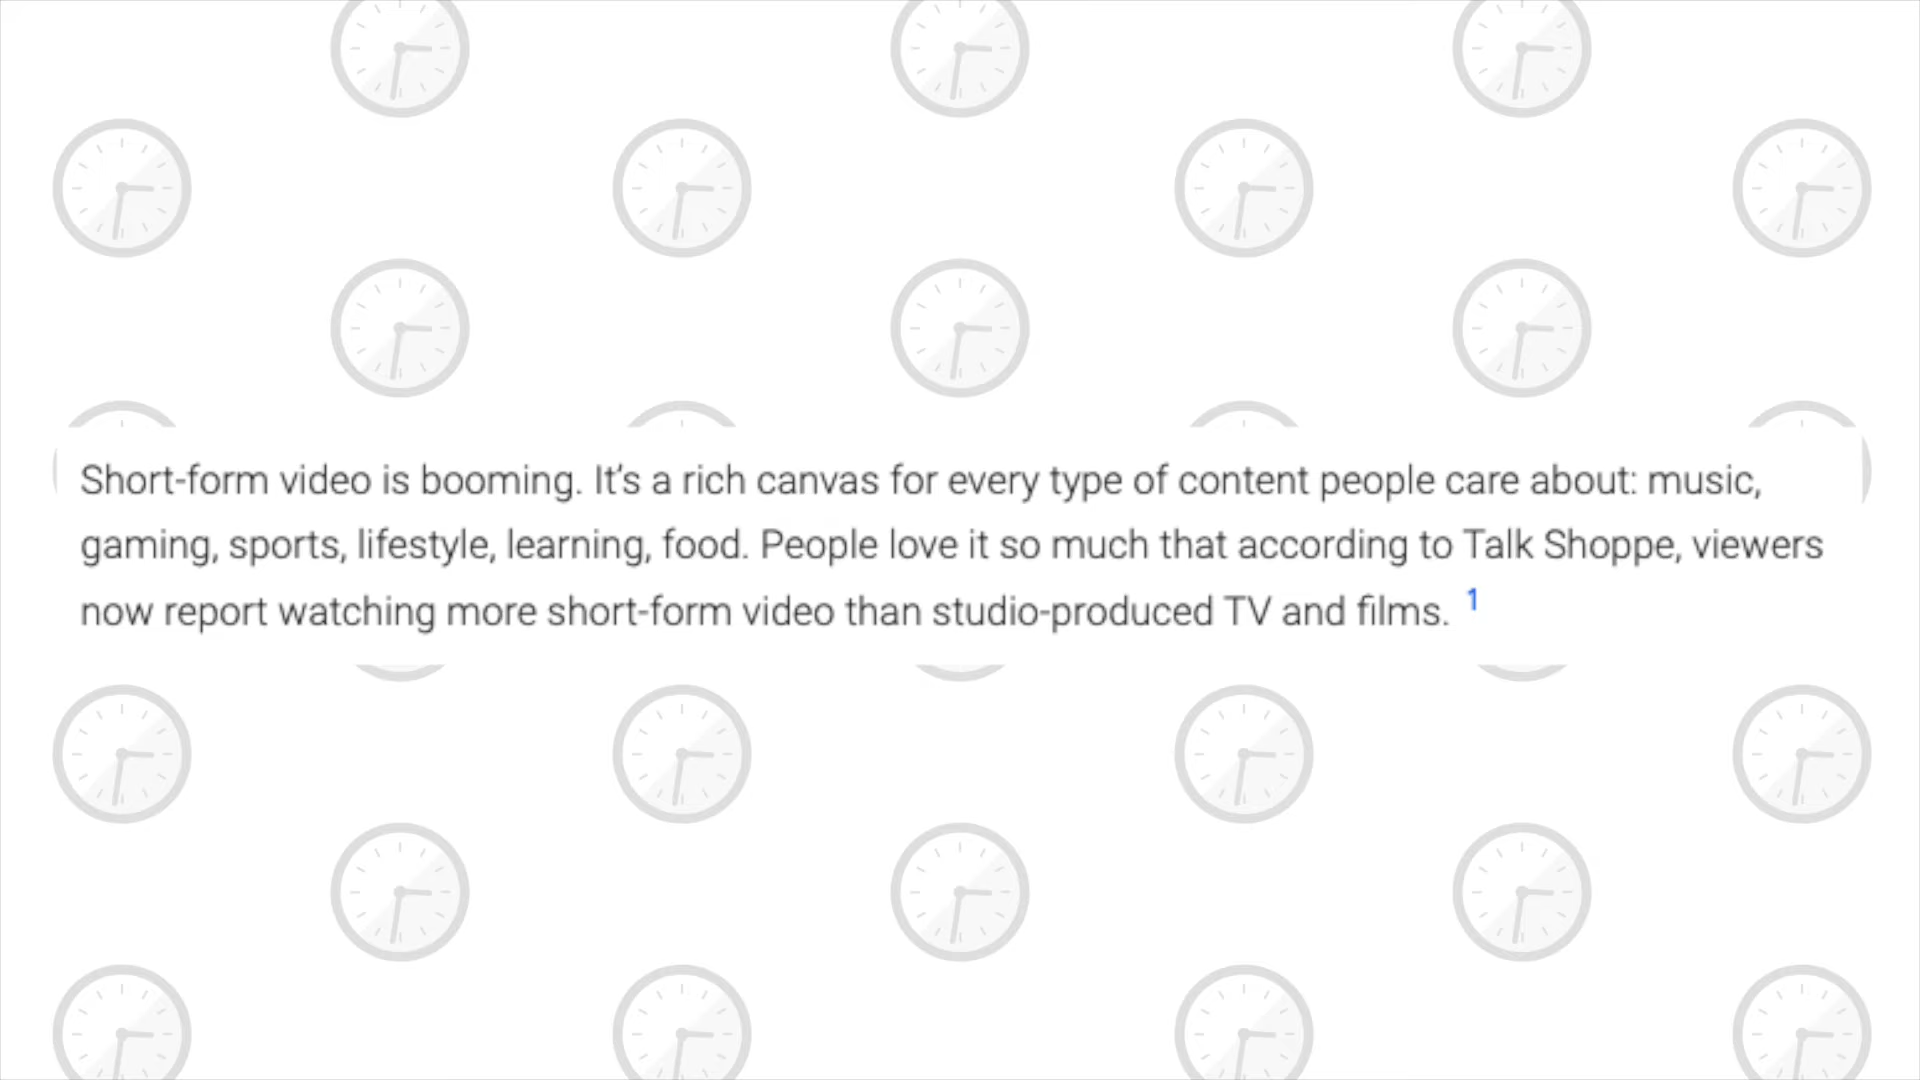 Short-form video is booming. It’s a rich canvas for every type of content people care about: music,
gaming, sports, lifestyle, learning, food. People love it so much that according to Talk Shoppe, viewers
now report watching more short-form video than studio-produced TV and films. 1